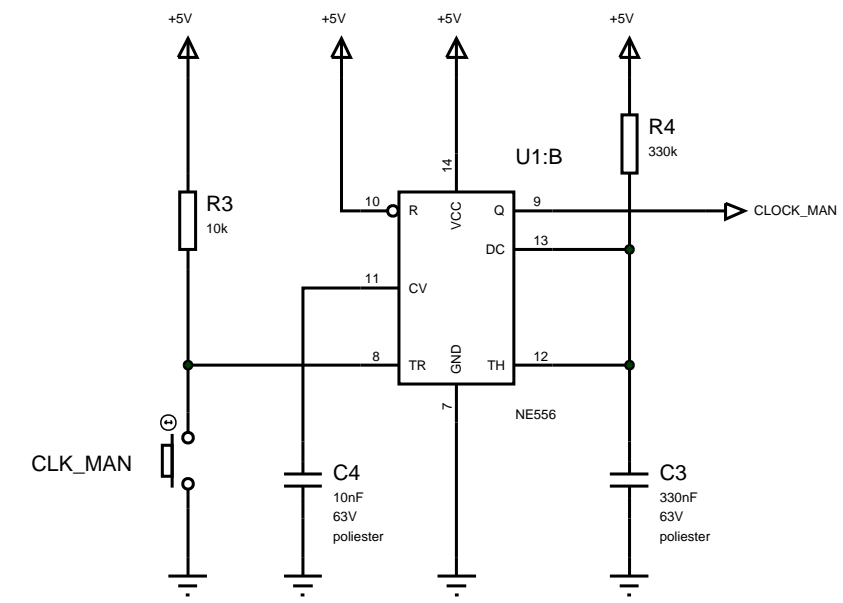 +5V
+5V
+5V
+5V
R4
330k
U1:B
14
R3
10k
10
R
VCC
Q
9
CLOCK_MAN
DC
13
11
CV
8
TR
GND
TH
12
7
NE556
CLK_MAN
C4
10nF
63V
poliester
C3
330nF
63V
poliester